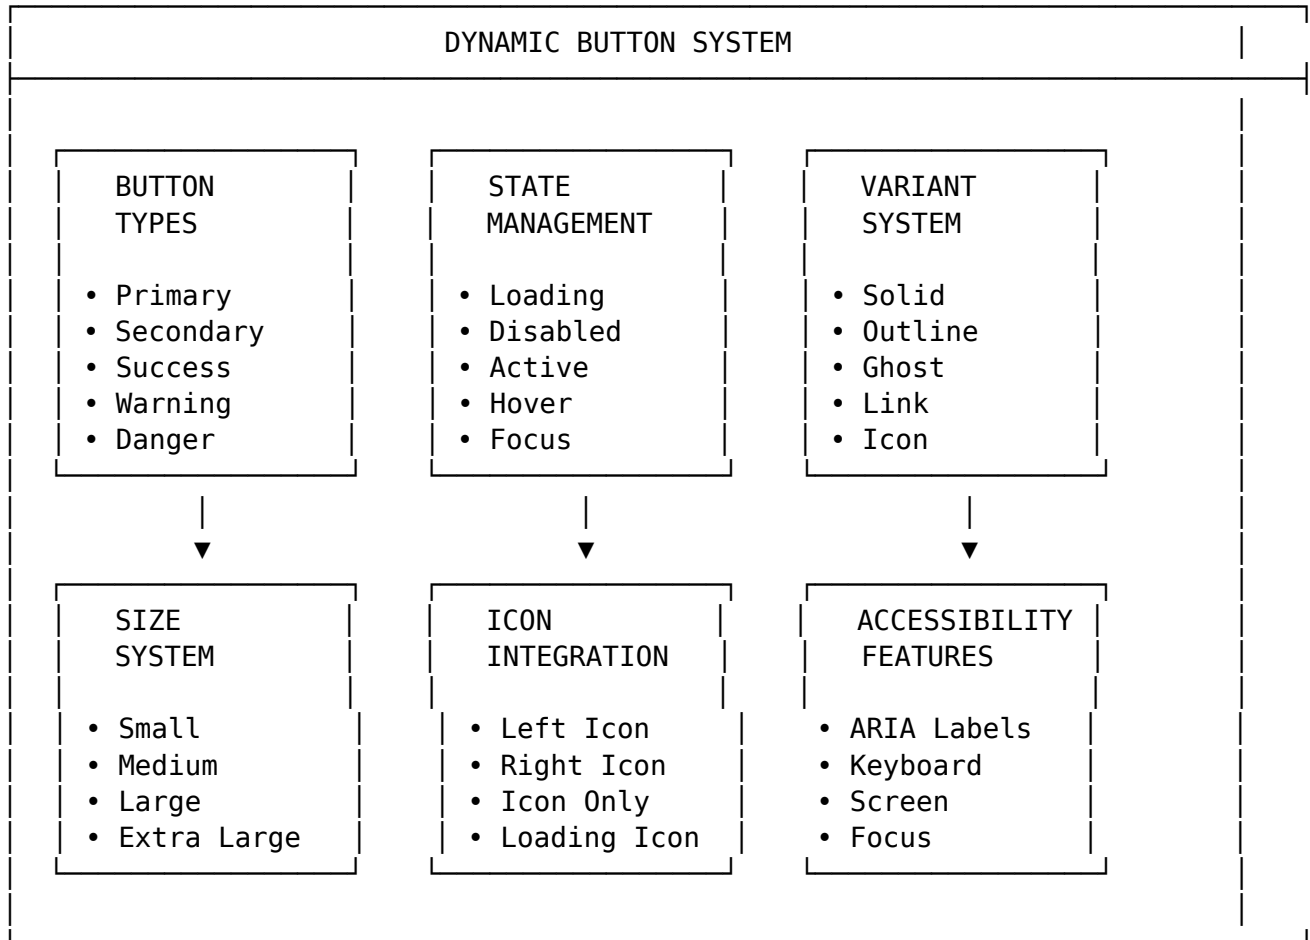 DYNAMIC BUTTON SYSTEM
BUTTON
TYPES
• Primary
• Secondary
• Success
• Warning
• Danger
STATE
MANAGEMENT
• Loading
• Disabled
• Active
• Hover
• Focus
VARIANT
SYSTEM
• Solid
• Outline
• Ghost
• Link
• Icon
▼ ▼ ▼
SIZE
SYSTEM
• Small
• Medium
• Large
• Extra Large
ICON
INTEGRATION
• Left Icon
• Right Icon
• Icon Only
• Loading Icon
ACCESSIBILITY
FEATURES
• ARIA Labels
• Keyboard
• Screen
• Focus